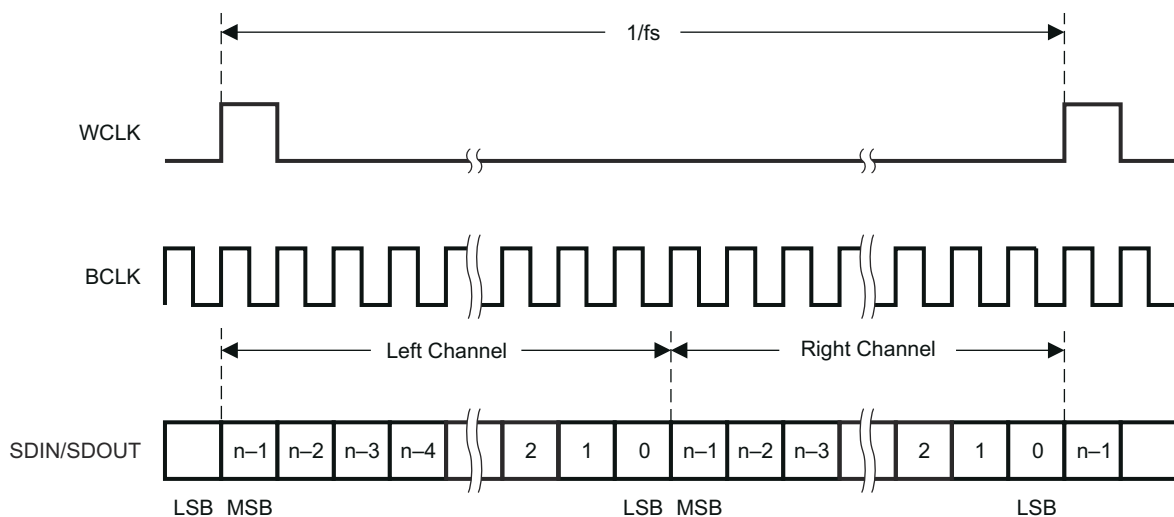 1/fs
WCLK
BCLK
Left Channel Right Channel
SDIN/SDOUT n–1 n–2 n–3 n–4 2 1 0 n–1 n–2 n–3 2 1 0 n–1
LSB MSB LSB MSB LSB